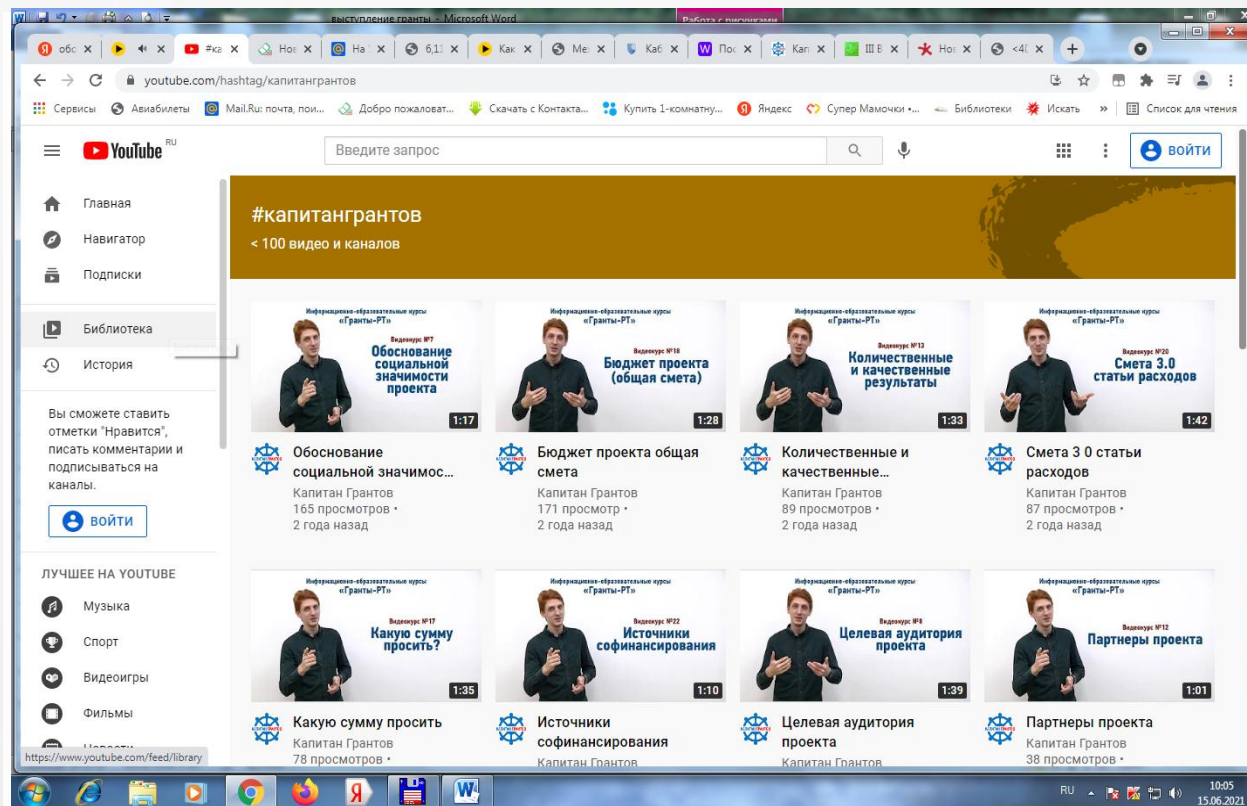 выступление гранты - Microsoft Word
Работа с рисунками
обс
#ка
Нов
На
6,13
Как
Каб
Пос
Кап
III В
Нов
youtube.com/hashtag/капитангрантов
Сервисы Авиабилеты Mail.Ru: почта, пои... Добро пожаловат... Скачать с Контакта... Купить 1-комнатну... Яндекс Супер Мамочки •... Библиотеки Искать » Список для чтения
YouTube RU
Введите запрос
ВОЙТИ
Главная
Навигатор
Подписки
Библиотека
История
Вы сможете ставить
отметки "Нравится",
писать комментарии и
подписываться на
каналы.
ВОЙТИ
ЛУЧШЕЕ НА YOUTUBE
Музыка
Спорт
Видеоигры
Фильмы
https://www.youtube.com/feed/library
#капитангрантов
< 100 видео и каналов
Информационно-образовательные курсы
«Гранты-РТ»
Видеокурс №7
Обоснование
социальной
значимости
проекта
1:17
Обоснование
социальной значимос...
Капитан Грантов
165 просмотров •
2 года назад
Информационно-образовательные курсы
«Гранты-РТ»
Видеокурс №18
Бюджет проекта
(общая смета)
1:28
Бюджет проекта общая
смета
Капитан Грантов
171 просмотр •
2 года назад
Информационно-образовательные курсы
«Гранты-РТ»
Видеокурс №13
Количественные
и качественные
результаты
1:33
Количественные и
качественные...
Капитан Грантов
89 просмотров •
2 года назад
Информационно-образовательные курсы
«Гранты-РТ»
Видеокурс №20
Смета 3.0
статьи расходов
1:42
Смета 3 0 статьи
расходов
Капитан Грантов
87 просмотров •
2 года назад
Информационно-образовательные курсы
«Гранты-РТ»
Видеокурс №17
Какую сумму
просить?
1:35
Какую сумму просить
Капитан Грантов
78 просмотров •
Информационно-образовательные курсы
«Гранты-РТ»
Видеокурс №22
Источники
софинансирования
1:10
Источники
софинансирования
Капитан Грантов
Информационно-образовательные курсы
«Гранты-РТ»
Видеокурс №8
Целевая аудитория
проекта
1:39
Целевая аудитория
проекта
Капитан Грантов
Информационно-образовательные курсы
«Гранты-РТ»
Видеокурс №12
Партнеры проекта
1:01
Партнеры проекта
Капитан Грантов
38 просмотров •
RU
10:05
15.06.2021